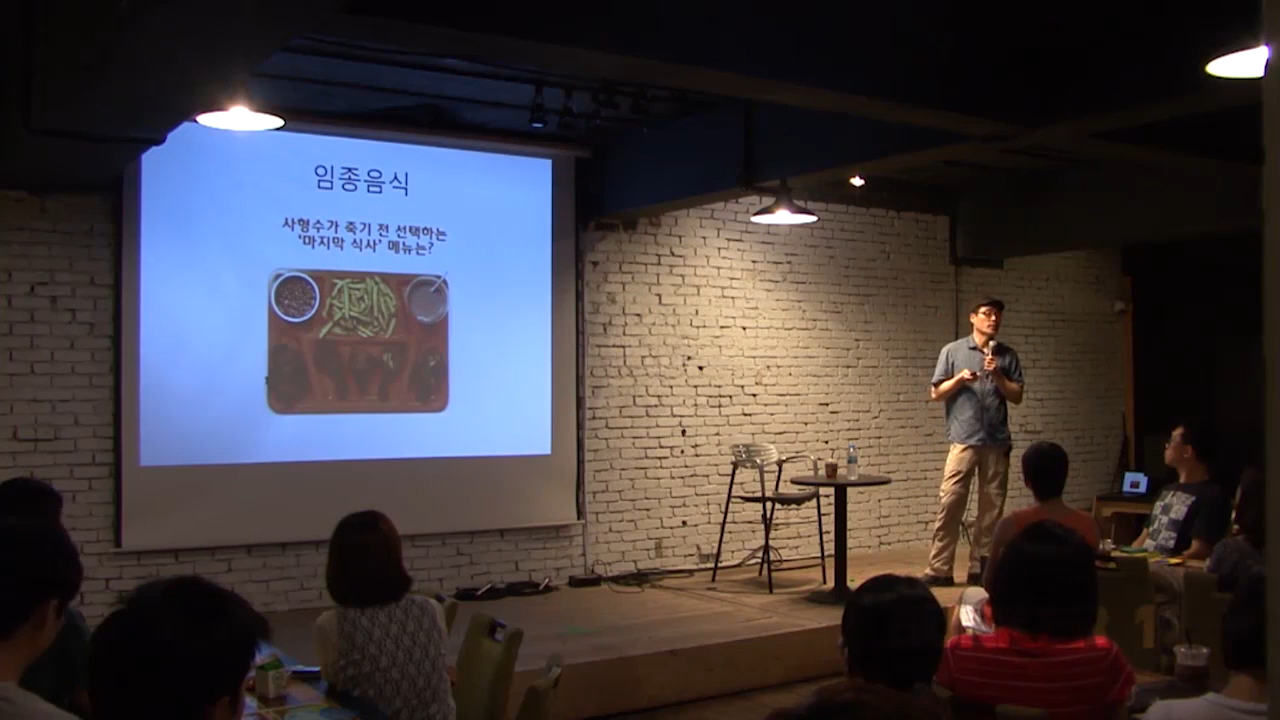 임종음식
사형수가 죽기 전 선택하는
'마지막 식사' 메뉴는?